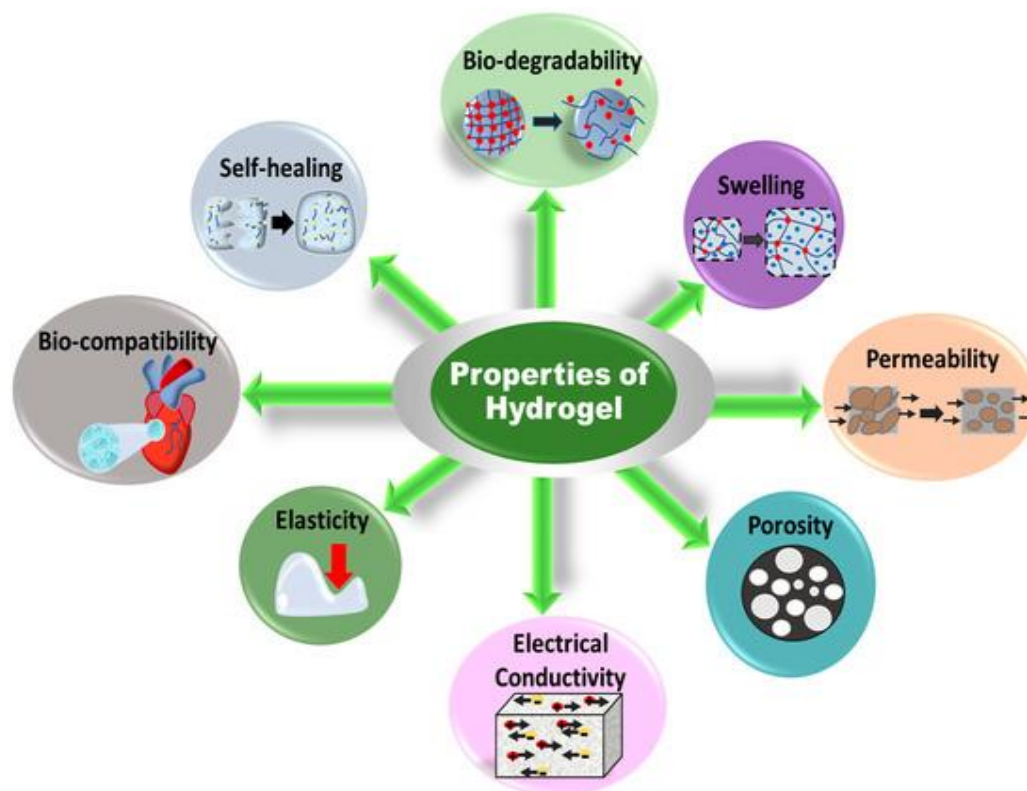 Bio-degradability
Self-healing
Swelling
Bio-compatibility
Properties of
Hydrogel
Permeability
Elasticity
Porosity
Electrical
Conductivity